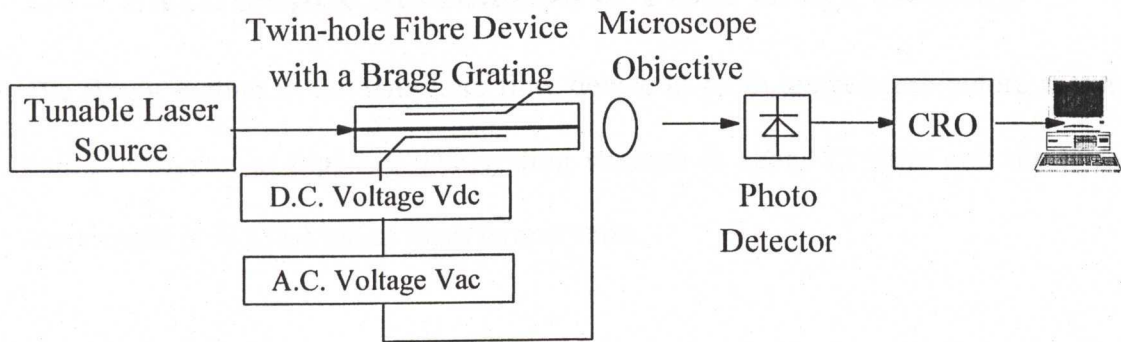 Twin-hole Fibre Device
with a Bragg Grating
Microscope
Objective
Tunable Laser
Source
CRO
D.C. Voltage Vdc
Photo
Detector
A.C. Voltage Vac